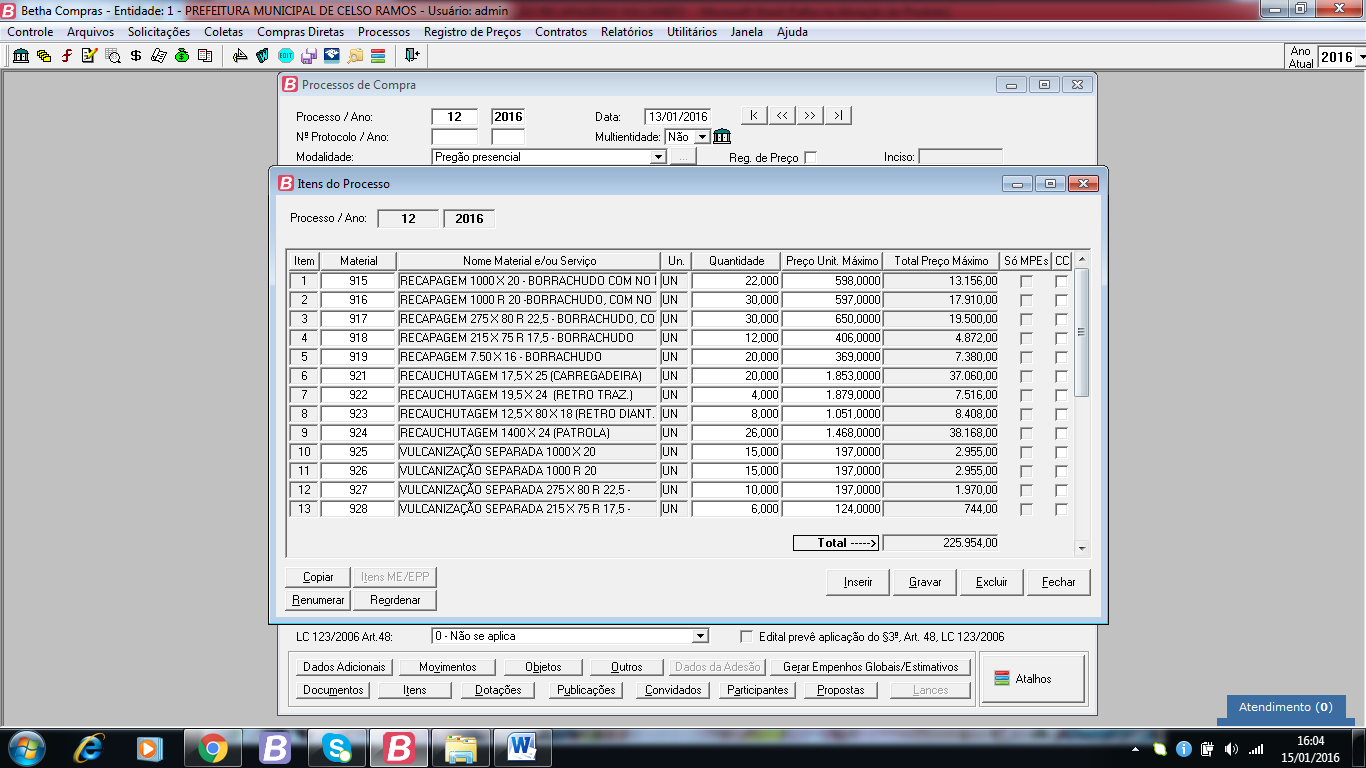 Betha Compras - Entidade: 1 - PREFEITURA MUNICIPAL DE CELSO RAMOS - Usuário: admin
Controle Arquivos Solicitações Coletas Compras Diretas Processos Registro de Preços Contratos Relatórios Utilitários Janela Ajuda
Ano Atual 2016
Processos de Compra
Processo / Ano: 12 2016 Data: 13/01/2016 |< << >> >|
Nº Protocolo / Ano: Multientidade: Não
Modalidade: Pregão presencial ... Reg. de Preço Inciso:
Itens do Processo
Processo / Ano: 12 2016
Item Material Nome Material e/ou Serviço Un. Quantidade Preço Unit. Máximo Total Preço Máximo Só MPEs CC
1 915 RECAPAGEM 1000 X 20 - BORRACHUDO COM NO UN 22,000 598,0000 13.156,00
2 916 RECAPAGEM 1000 R 20 -BORRACHUDO, COM NO UN 30,000 597,0000 17.910,00
3 917 RECAPAGEM 275 X 80 R 22,5 - BORRACHUDO, CO UN 30,000 650,0000 19.500,00
4 918 RECAPAGEM 215 X 75 R 17,5 - BORRACHUDO UN 12,000 406,0000 4.872,00
5 919 RECAPAGEM 7.50 X 16 - BORRACHUDO UN 20,000 369,0000 7.380,00
6 921 RECAUCHUTAGEM 17,5 X 25 (CARREGADEIRA) UN 20,000 1.853,0000 37.060,00
7 922 RECAUCHUTAGEM 19,5 X 24 (RETRO TRAZ.) UN 4,000 1.879,0000 7.516,00
8 923 RECAUCHUTAGEM 12,5 X 80 X 18 (RETRO DIANT. UN 8,000 1.051,0000 8.408,00
9 924 RECAUCHUTAGEM 1400 X 24 (PATROLA) UN 26,000 1.468,0000 38.168,00
10 925 VULCANIZAÇÃO SEPARADA 1000 X 20 UN 15,000 197,0000 2.955,00
11 926 VULCANIZAÇÃO SEPARADA 1000 R 20 UN 15,000 197,0000 2.955,00
12 927 VULCANIZAÇÃO SEPARADA 275 X 80 R 22,5 - UN 10,000 197,0000 1.970,00
13 928 VULCANIZAÇÃO SEPARADA 215 X 75 R 17,5 - UN 6,000 124,0000 744,00
Total -----> 225.954,00
Copiar Itens ME/EPP Inserir Gravar Excluir Fechar
Renumerar Reordenar
LC 123/2006 Art.48: 0 - Não se aplica Edital prevê aplicação do §3º, Art. 48, LC 123/2006
Dados Adicionais Movimentos Objetos Outros Dados da Adesão Gerar Empenhos Globais/Estimativos
Documentos Itens Dotações Publicações Convidados Participantes Propostas Lances
Atalhos
Atendimento (0)
16:04
15/01/2016